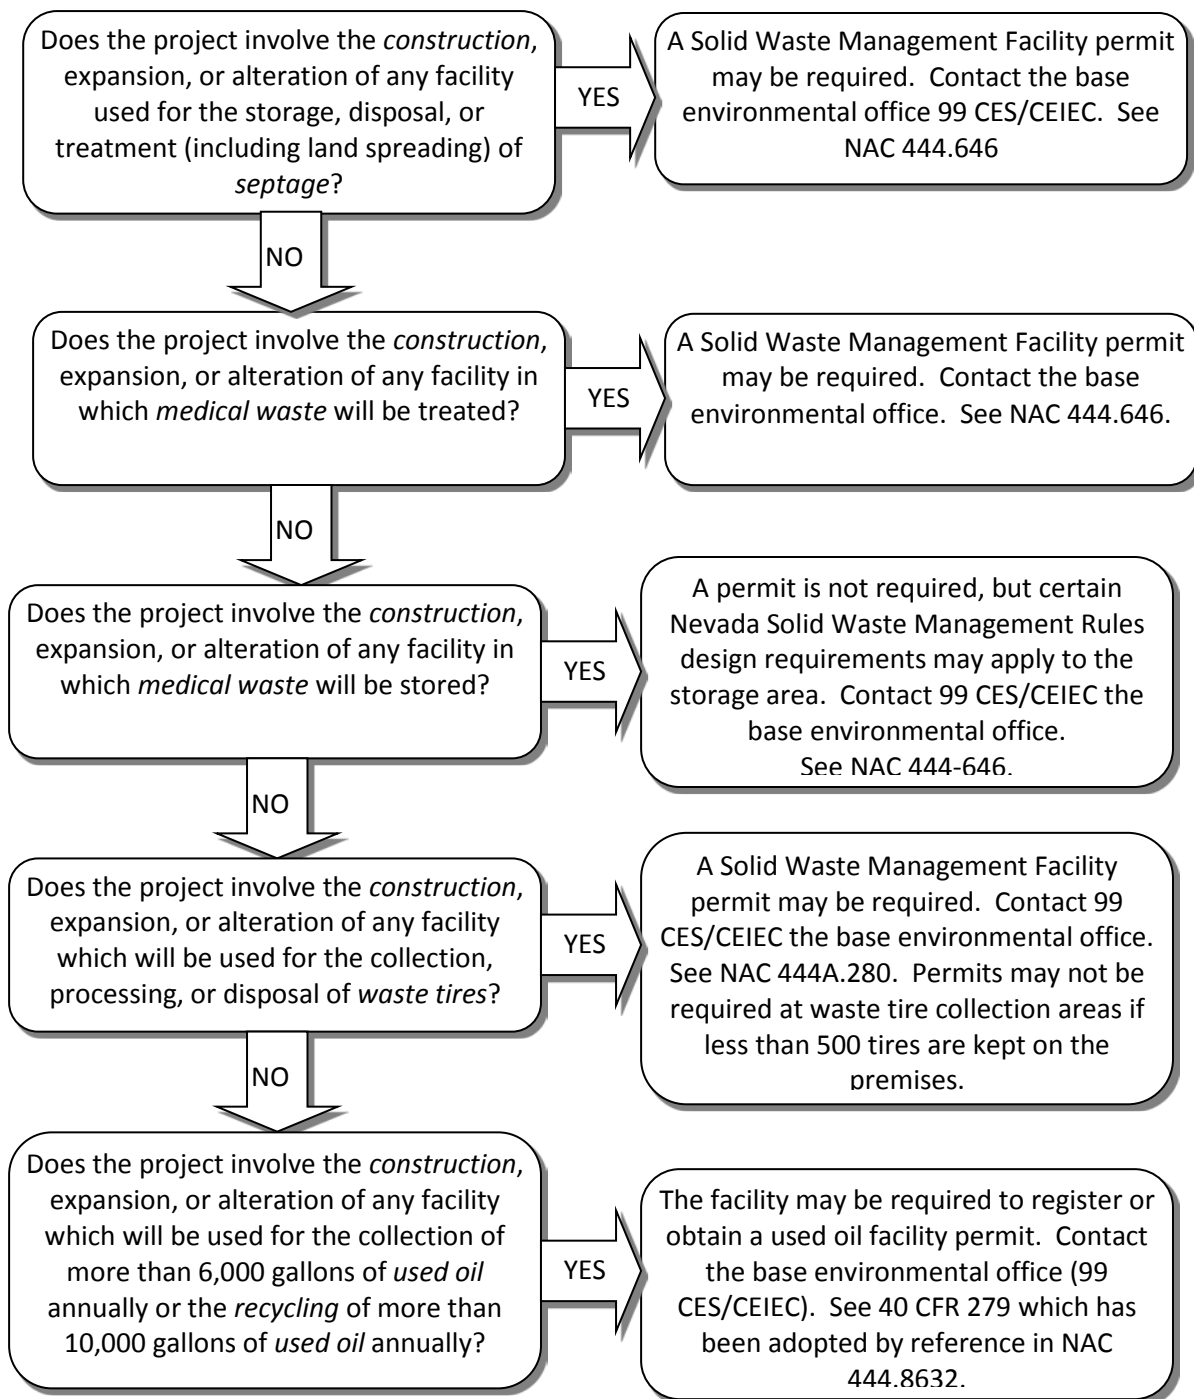 Does the project involve the construction,
expansion, or alteration of any facility
used for the storage, disposal, or
treatment (including land spreading) of
septage?
YES
A Solid Waste Management Facility permit
may be required.  Contact the base
environmental office 99 CES/CEIEC.  See
NAC 444.646
NO
Does the project involve the construction,
expansion, or alteration of any facility in
which medical waste will be treated?
YES
A Solid Waste Management Facility permit
may be required.  Contact the base
environmental office.  See NAC 444.646.
NO
Does the project involve the construction,
expansion, or alteration of any facility in
which medical waste will be stored?
YES
A permit is not required, but certain
Nevada Solid Waste Management Rules
design requirements may apply to the
storage area.  Contact 99 CES/CEIEC the
base environmental office.
See NAC 444-646.
NO
Does the project involve the construction,
expansion, or alteration of any facility
which will be used for the collection,
processing, or disposal of waste tires?
YES
A Solid Waste Management Facility
permit may be required.  Contact 99
CES/CEIEC the base environmental office.
See NAC 444A.280.  Permits may not be
required at waste tire collection areas if
less than 500 tires are kept on the
premises.
NO
Does the project involve the construction,
expansion, or alteration of any facility
which will be used for the collection of
more than 6,000 gallons of used oil
annually or the recycling of more than
10,000 gallons of used oil annually?
YES
The facility may be required to register or
obtain a used oil facility permit.  Contact
the base environmental office (99
CES/CEIEC).  See 40 CFR 279 which has
been adopted by reference in NAC
444.8632.